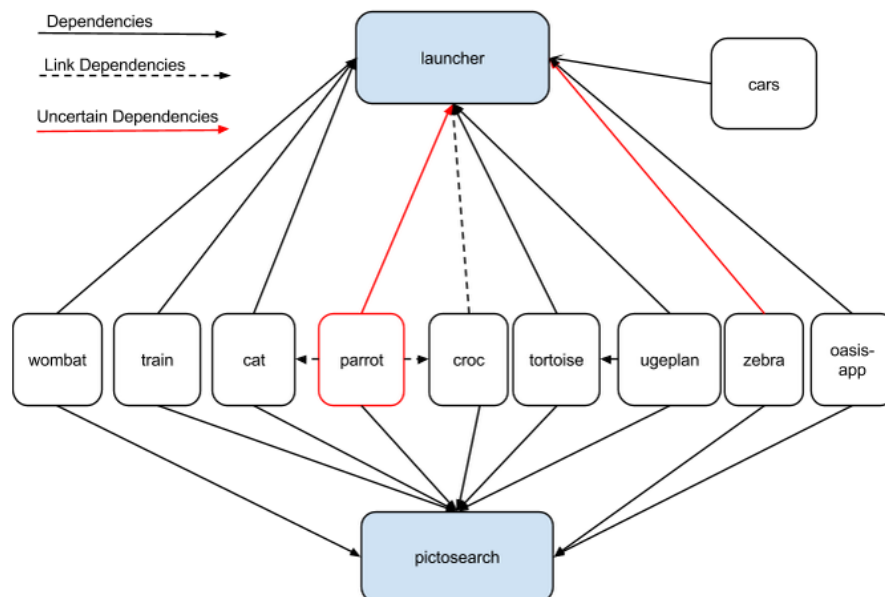 Dependencies
Link Dependencies
Uncertain Dependencies
launcher
cars
wombat
train
cat
parrot
croc
tortoise
ugeplan
zebra
oasis-
app
pictosearch